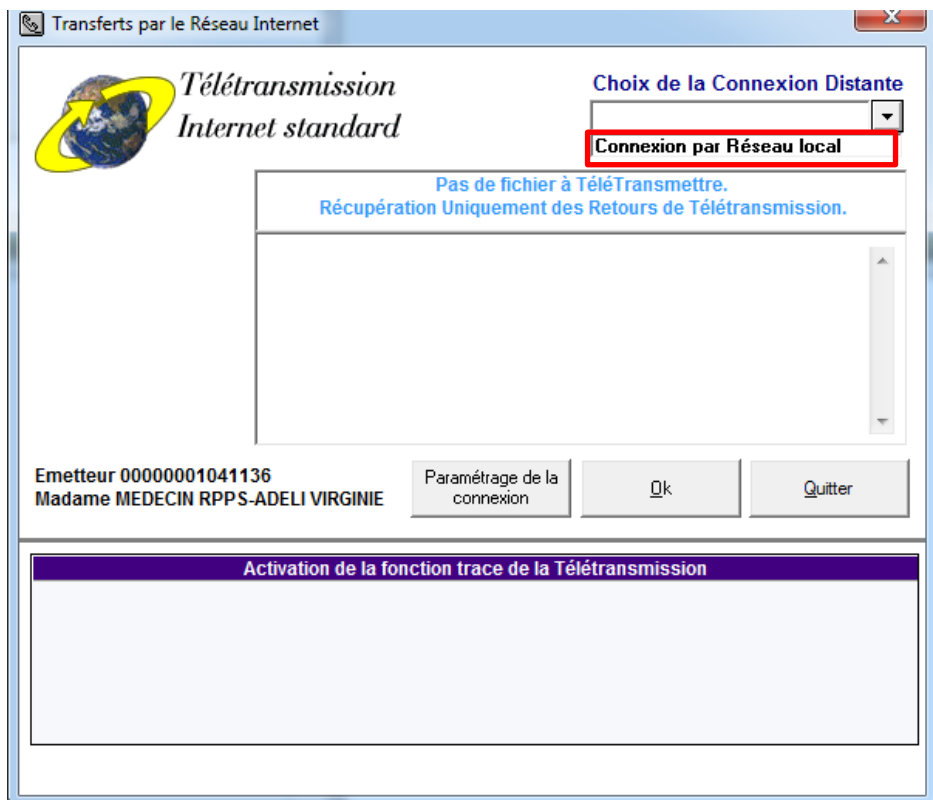 Transferts par le Réseau Internet
X
Télétransmission
Internet standard
Choix de la Connexion Distante
Connexion par Réseau local
Pas de fichier à TéléTransmettre.
Récupération Uniquement des Retours de Télétransmission.
Emetteur 00000001041136
Madame MEDECIN RPPS-ADELI VIRGINIE
Paramétrage de la
connexion
Ok
Quitter
Activation de la fonction trace de la Télétransmission